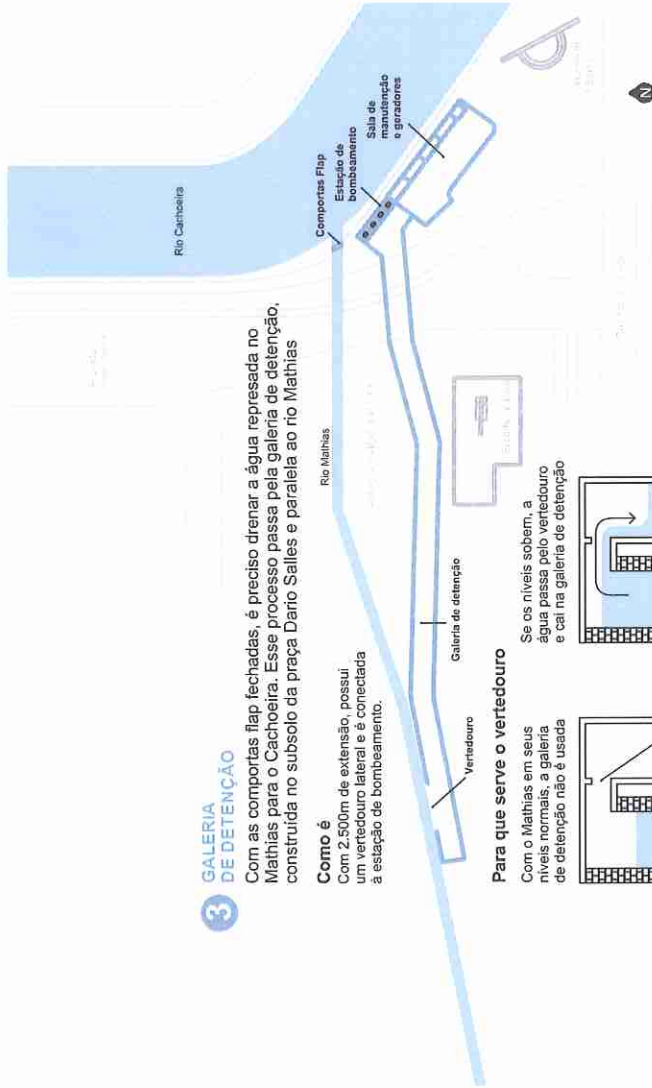 3
GALERIA
DE DETENÇÃO
Com as comportas flap fechadas, é preciso drenar a água represada no
Mathias para o Cachoeira. Esse processo passa pela galeria de detenção,
construída no subsolo da praça Dario Salles e paralela ao rio Mathias
Como é
Com 2.500m de extensão, possui
um vertedouro lateral e é conectada
à estação de bombeamento.
Rio Cachoeira
Rio Mathias
Comportas Flap
Estação de
bombeamento
Sala de
manutenção
e geradores
Galeria de detenção
Vertedouro
Para que serve o vertedouro
Com o Mathias em seus
níveis normais, a galeria
de detenção não é usada
Se os níveis sobem, a
água passa pelo vertedouro
e cai na galeria de detenção
N